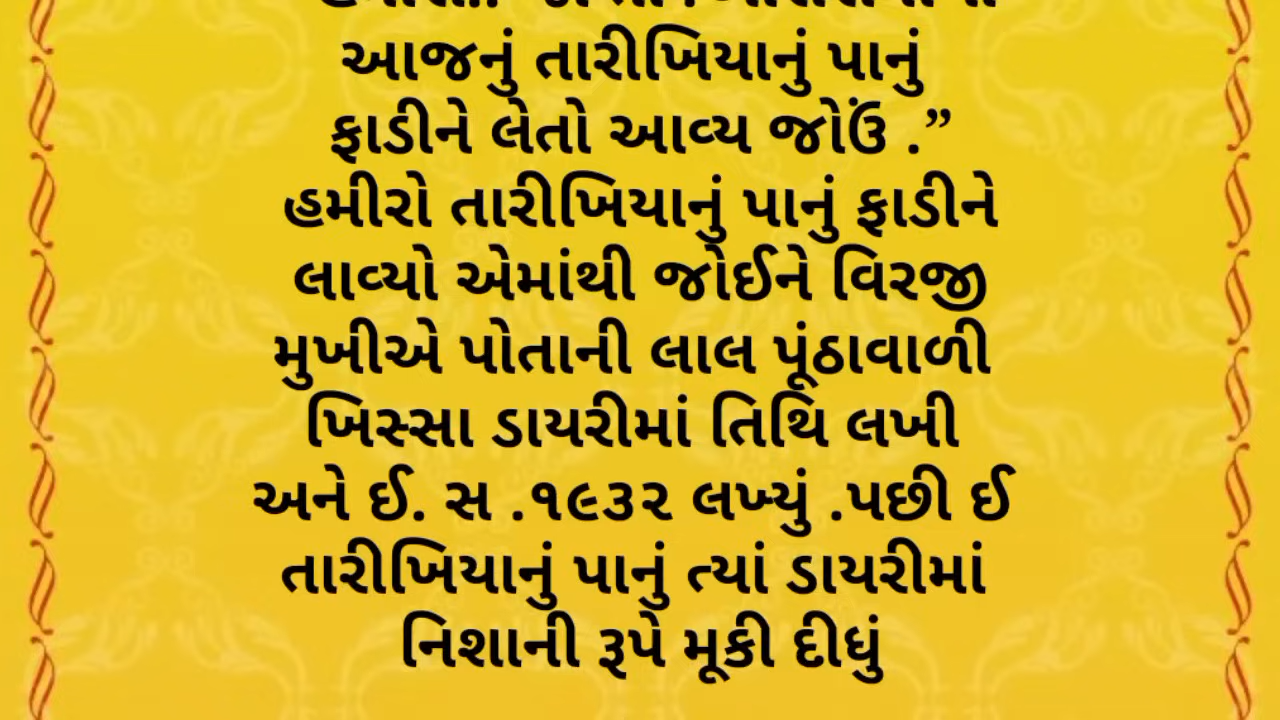 આજનું તારીખિયાનું પાનું
ફાડીને લેતો આવ્ય જોઉં .”
હમીરો તારીખિયાનું પાનું ફાડીને
લાવ્યો એમાંથી જોઈને વિરજી
મુખીએ પોતાની લાલ પૂંઠાવાળી
ખિસ્સા ડાયરીમાં તિથિ લખી
અને ઈ. સ .૧૯૩૨ લખ્યું .પછી ઈ
તારીખિયાનું પાનું ત્યાં ડાયરીમાં
નિશાની રૂપે મૂકી દીધું